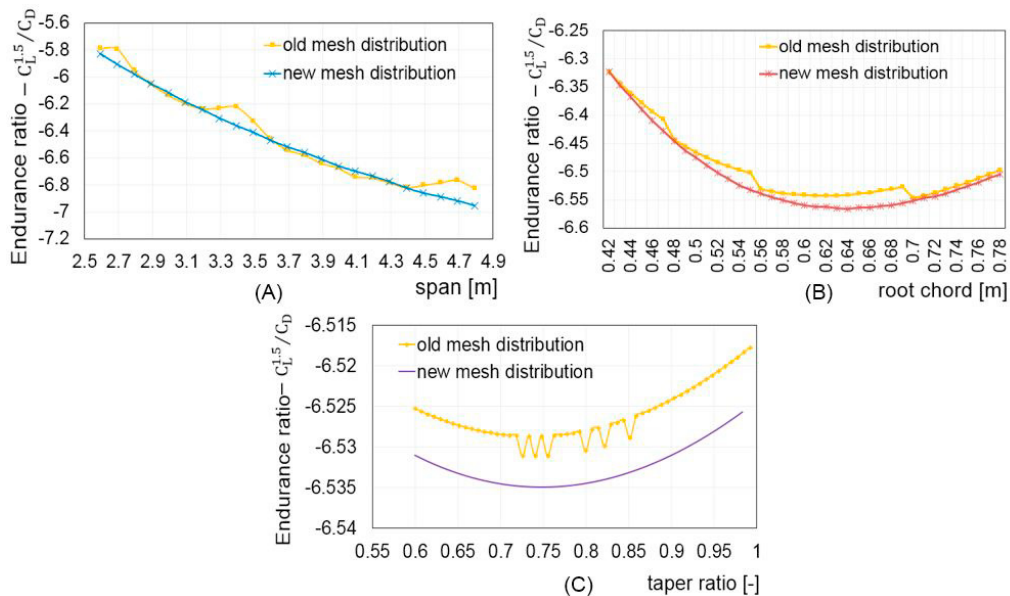 Endurance ratio − C_L^1.5/C_D
-5.6
-5.8
-6
-6.2
-6.4
-6.6
-6.8
-7
-7.2
old mesh distribution
new mesh distribution
2.5 2.7 2.9 3.1 3.3 3.5 3.7 3.9 4.1 4.3 4.5 4.7 4.9
(A) span [m]
Endurance ratio − C_L^1.5/C_D
-6.25
-6.3
-6.35
-6.4
-6.45
-6.5
-6.55
-6.6
old mesh distribution
new mesh distribution
0.42 0.44 0.46 0.48 0.5 0.52 0.54 0.56 0.58 0.6 0.62 0.64 0.66 0.68 0.7 0.72 0.74 0.76 0.78
(B) root chord [m]
Endurance ratio− C_L^1.5/C_D
-6.515
-6.52
-6.525
-6.53
-6.535
-6.54
old mesh distribution
new mesh distribution
0.55 0.6 0.65 0.7 0.75 0.8 0.85 0.9 0.95 1
(C) taper ratio [-]